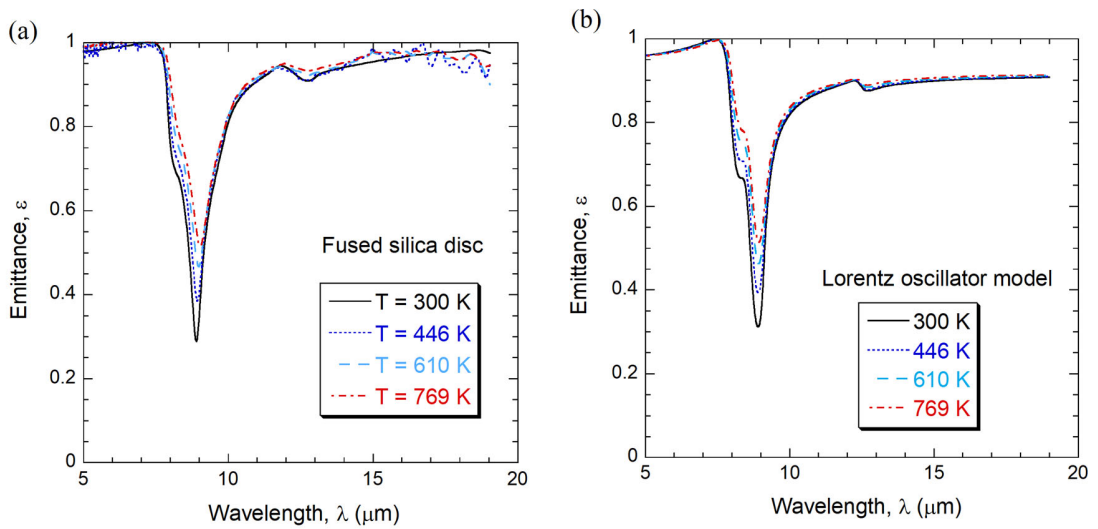 (a)
1
0.8
0.6
0.4
0.2
0
5
10
15
20
Emittance, ε
Wavelength, λ (μm)
Fused silica disc
T = 300 K
T = 446 K
T = 610 K
T = 769 K
(b)
1
0.8
0.6
0.4
0.2
0
5
10
15
20
Emittance, ε
Wavelength, λ (μm)
Lorentz oscillator model
300 K
446 K
610 K
769 K